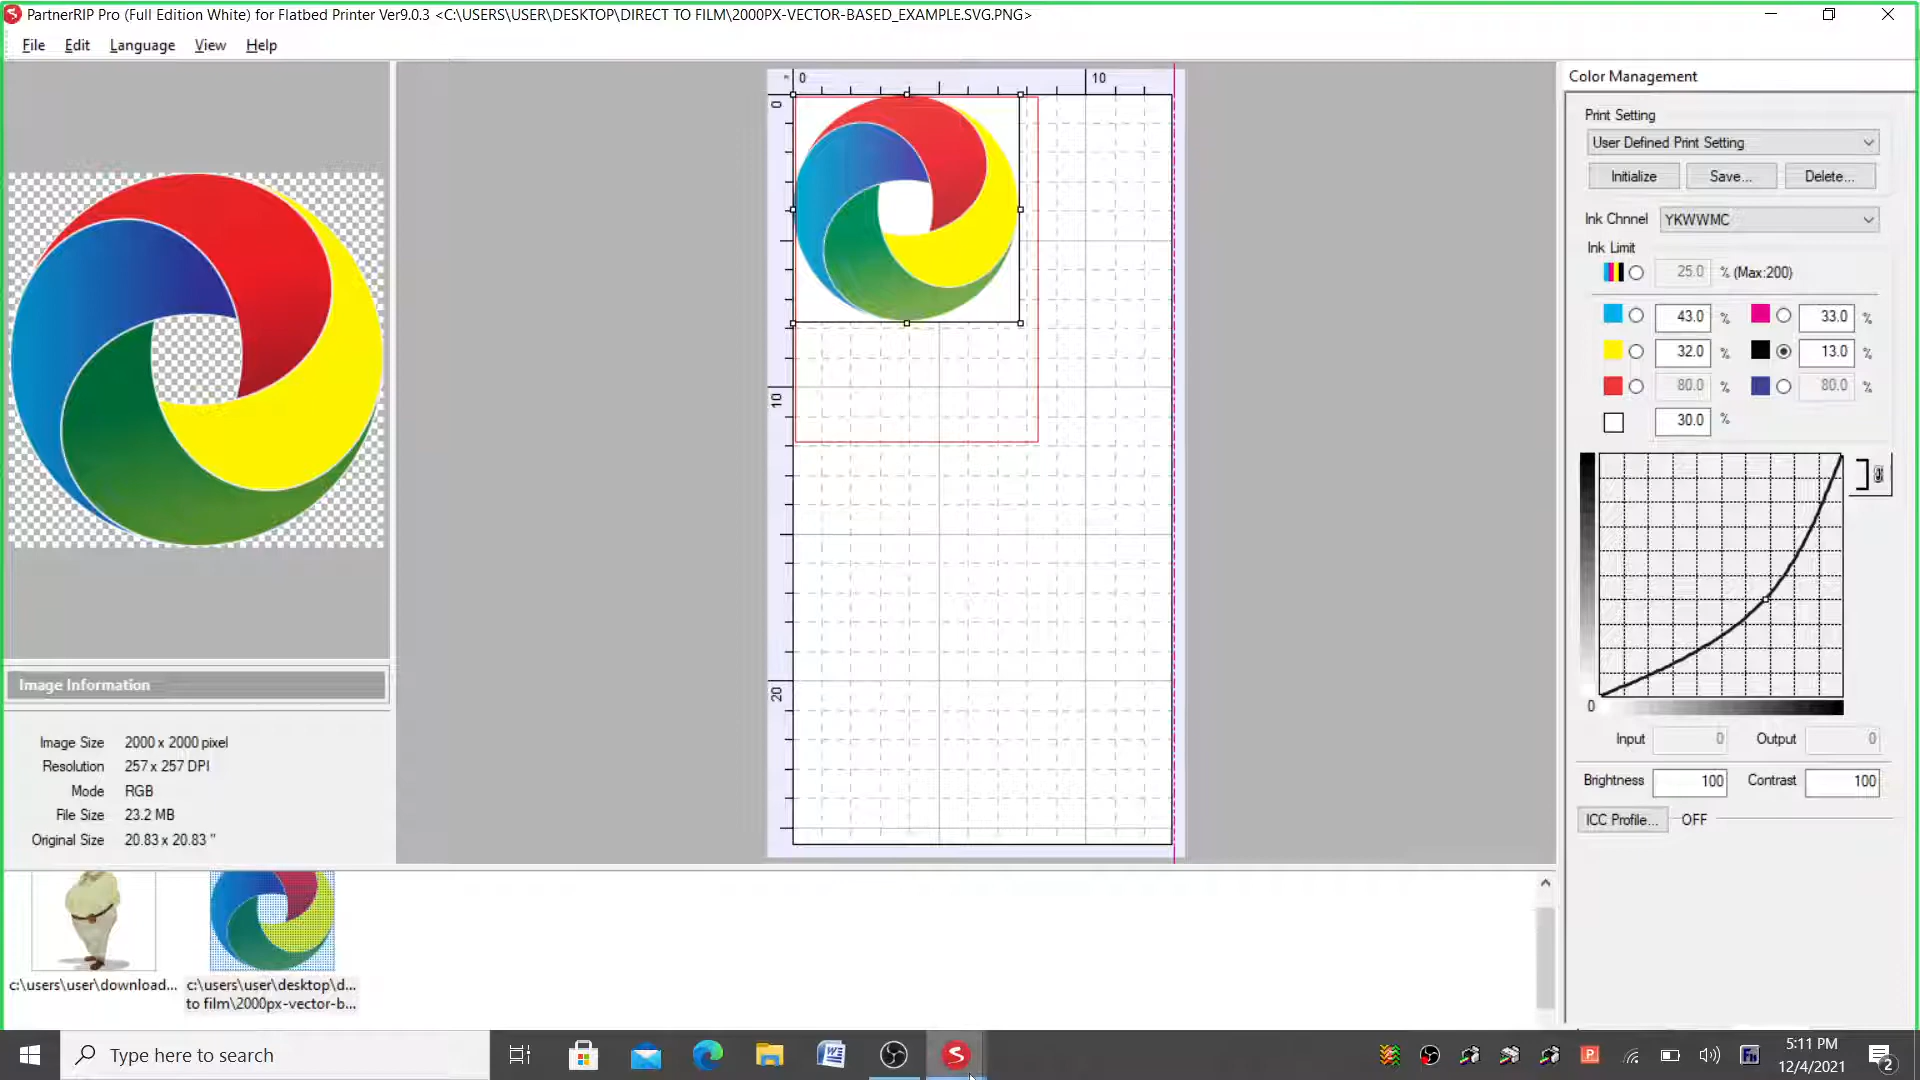 PartnerRIP Pro (Full Edition White) for Flatbed Printer Ver9.0.3 <C:\USERS\USER\DESKTOP\DIRECT TO FILM\2000PX-VECTOR-BASED_EXAMPLE.SVG.PNG>
File Edit Language View Help
0 10
0
10
20
Image Information
Image Size 2000 x 2000 pixel
Resolution 257 x 257 DPI
Mode RGB
File Size 23.2 MB
Original Size 20.83 x 20.83 "
c:\users\user\download...
c:\users\user\desktop\d...
to film\2000px-vector-b...
Color Management
Print Setting
User Defined Print Setting
Initialize Save... Delete...
Ink Chnnel YKWWMC
Ink Limit
25.0 % (Max:200)
43.0 % 33.0 %
32.0 % 13.0 %
80.0 % 80.0 %
30.0 %
0
Input 0 Output 0
Brightness 100 Contrast 100
ICC Profile... OFF
Type here to search
5:11 PM
12/4/2021
2